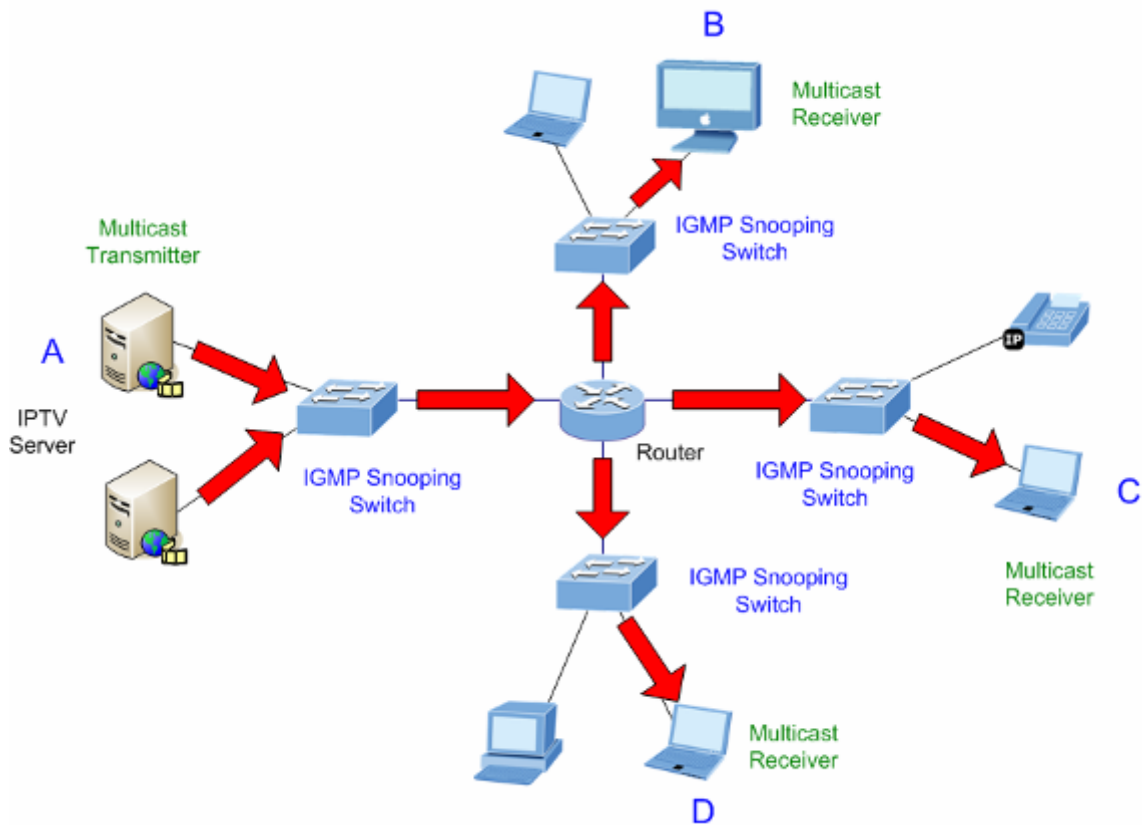 B
Multicast
Receiver
IGMP Snooping
Switch
Multicast
Transmitter
A
IPTV
Server
IGMP Snooping
Switch
Router
IP
IGMP Snooping
Switch
C
Multicast
Receiver
IGMP Snooping
Switch
Multicast
Receiver
D